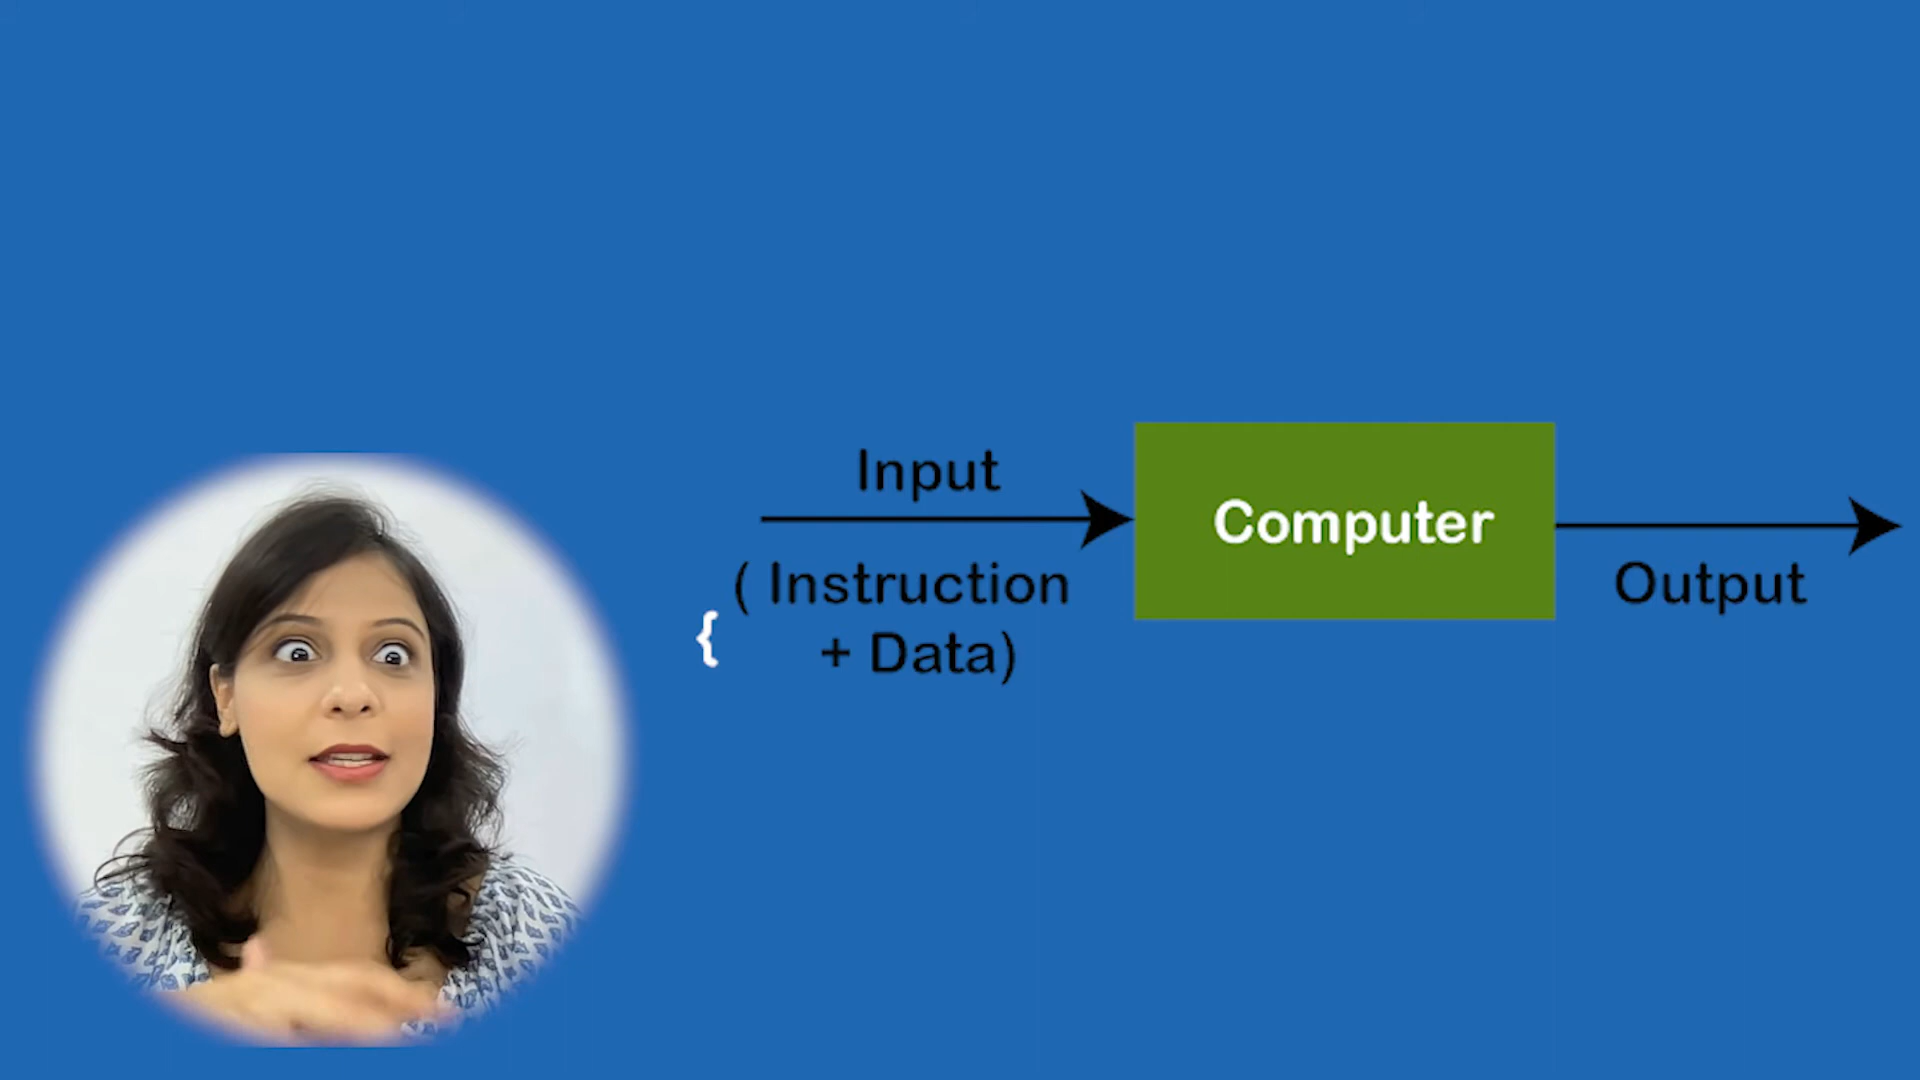 Input
Computer
Output
( Instruction
{ + Data)